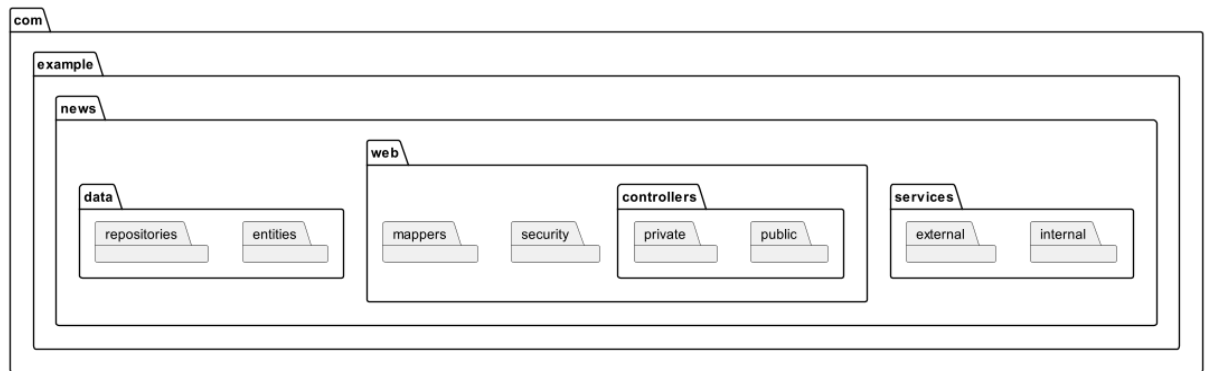 com
example
news
web
data
controllers
services
repositories entities mappers security private public external internal